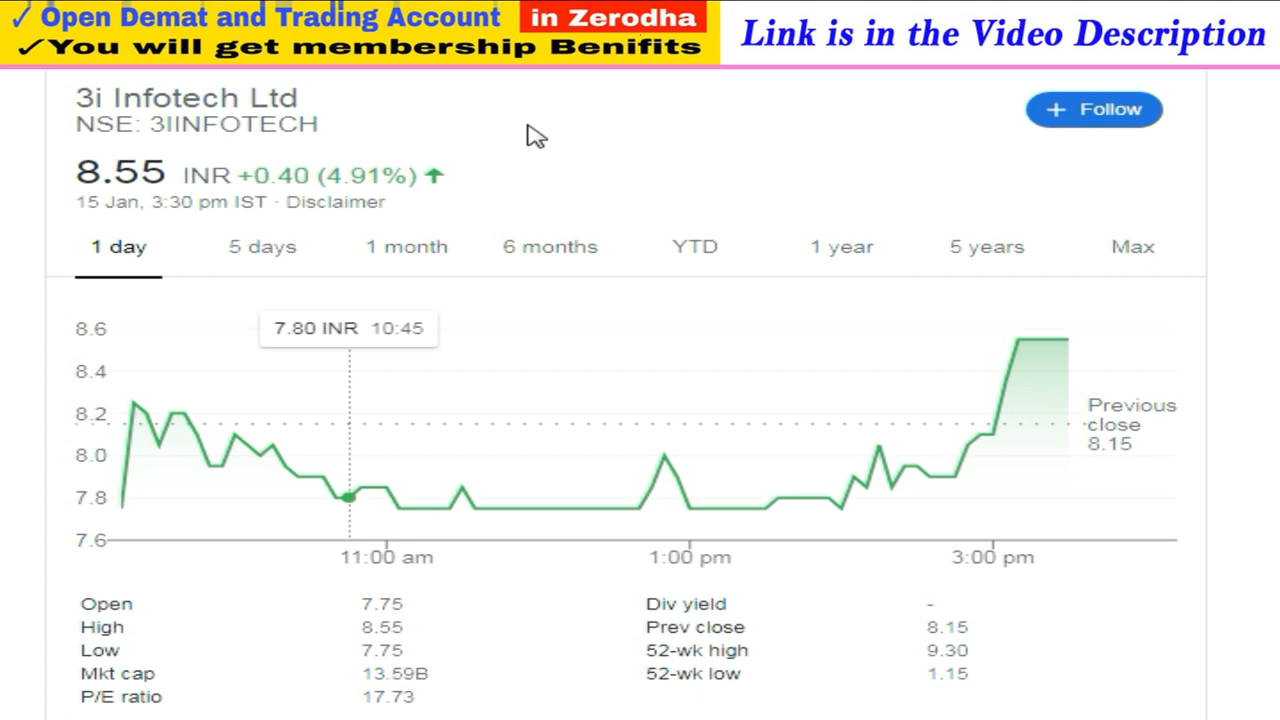 ✓ Open Demat and Trading Account in Zerodha
✓You will get membership Benifits
Link is in the Video Description
3i Infotech Ltd
NSE: 3IINFOTECH
+ Follow
8.55 INR +0.40 (4.91%) ↑
15 Jan, 3:30 pm IST · Disclaimer
1 day 5 days 1 month 6 months YTD 1 year 5 years Max
7.80 INR 10:45
8.6
8.4
8.2
8.0
7.8
7.6
Previous
close
8.15
11:00 am 1:00 pm 3:00 pm
Open 7.75 Div yield -
High 8.55 Prev close 8.15
Low 7.75 52-wk high 9.30
Mkt cap 13.59B 52-wk low 1.15
P/E ratio 17.73